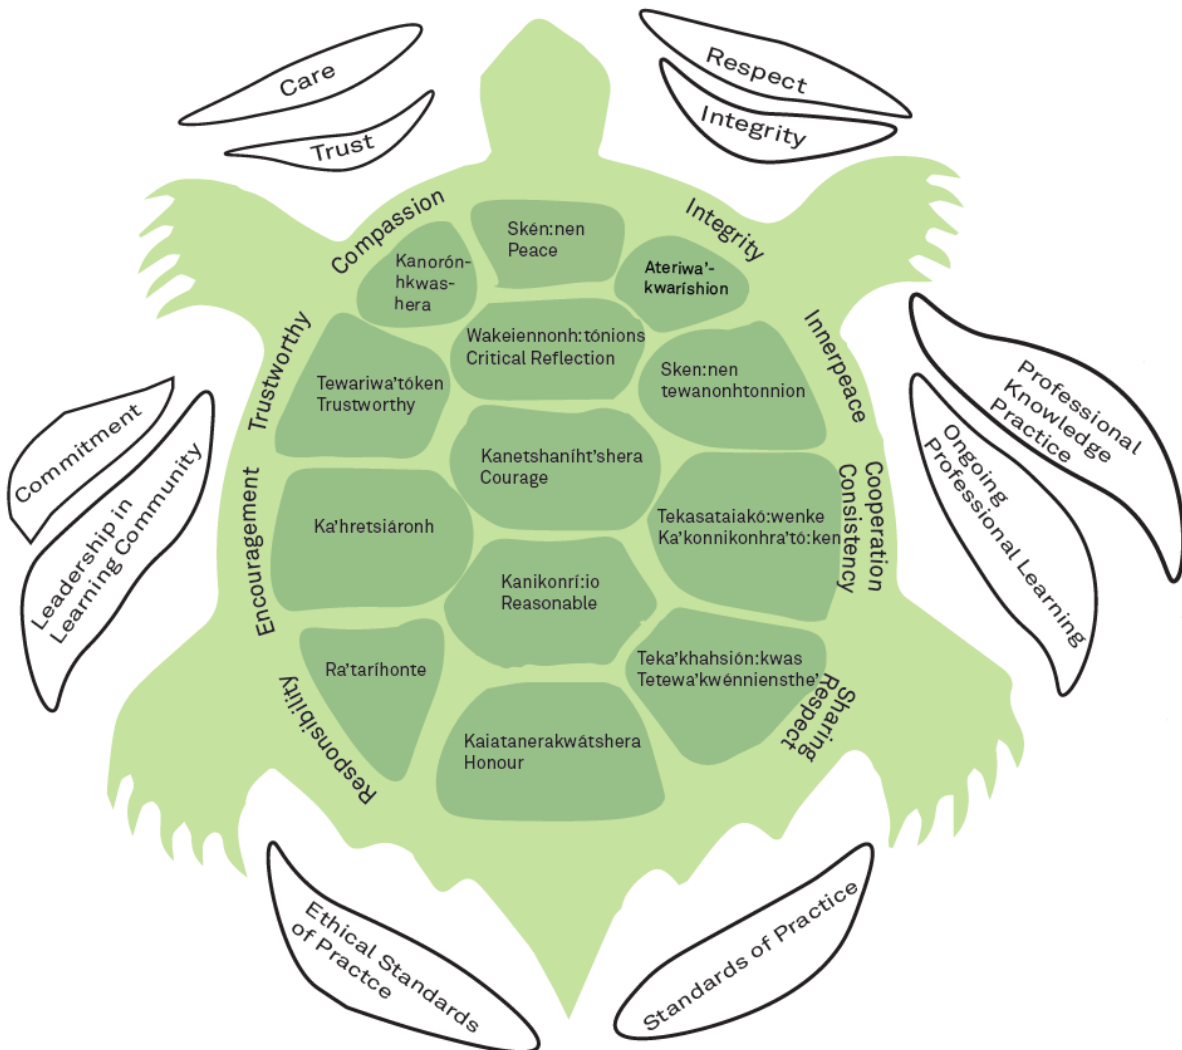 Care
Trust
Respect
Integrity
Compassion
Integrity
Skén:nen
Peace
Kanorón-
hkwas-
hera
Ateriwa'-
kwaríshion
Trustworthy
Innerpeace
Wakeiennonh:tónions
Critical Reflection
Tewariwa'tóken
Trustworthy
Sken:nen
tewanonhtonnion
Commitment
Leadership in
Learning Community
Professional
Knowledge
Practice
Ongoing
Professional Learning
Kanetshaníht'shera
Courage
Encouragement
Ka'hretsiáronh
Tekasataiakó:wenke
Ka'konnikonhra'tó:ken
Cooperation
Consistency
Kanikonrí:io
Reasonable
Responsibility
Ra'taríhonte
Teka'khahsión:kwas
Tetewa'kwénniensthe'
Sharing
Respect
Kaiatanerakwátshera
Honour
Ethical Standards
of Practce
Standards of Practice